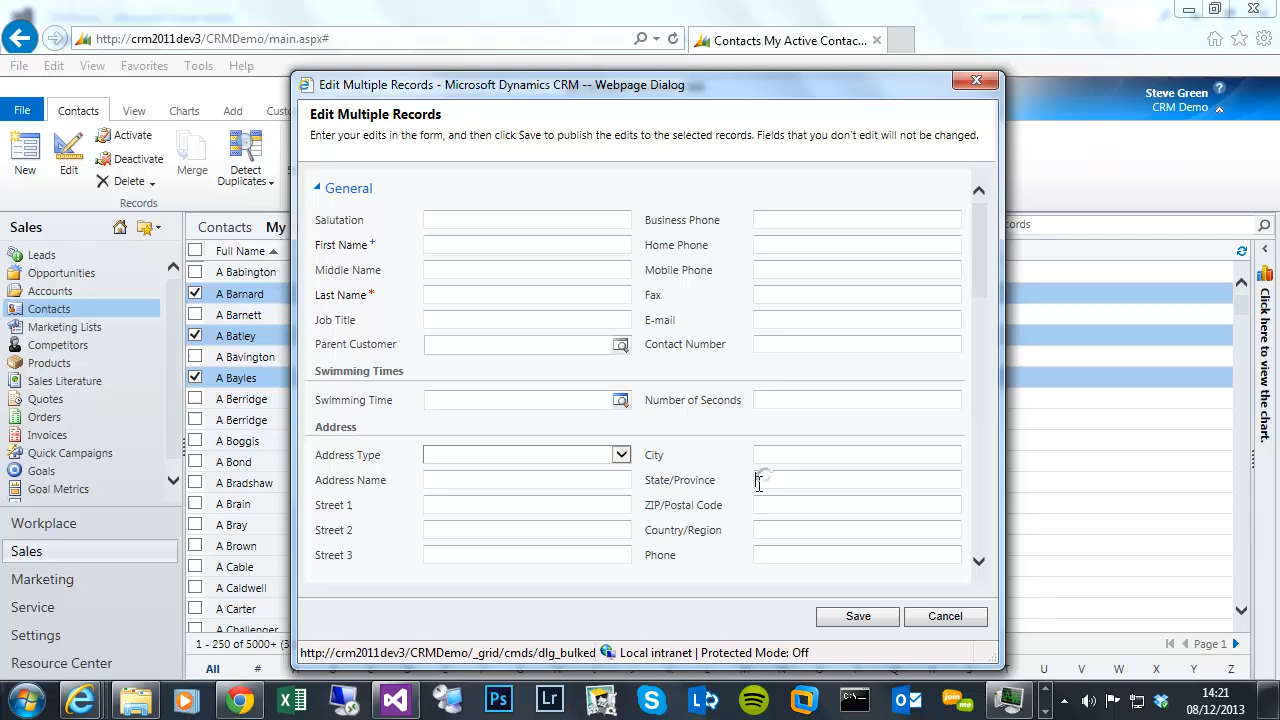 http://crm2011dev3/CRMDemo/main.aspx#
Contacts My Active Contac...
File Edit View Favorites Tools Help
Edit Multiple Records - Microsoft Dynamics CRM -- Webpage Dialog
Edit Multiple Records
Enter your edits in the form, and then click Save to publish the edits to the selected records. Fields that you don't edit will not be changed.
Steve Green
CRM Demo
File Contacts View Charts Add
New
Edit
Activate
Deactivate
Delete
Merge
Detect Duplicates
Records
Sales
Leads
Opportunities
Accounts
Contacts
Marketing Lists
Competitors
Products
Sales Literature
Quotes
Orders
Invoices
Quick Campaigns
Goals
Goal Metrics
Workplace
Sales
Marketing
Service
Settings
Resource Center
Contacts My
Full Name
A Babington
A Barnard
A Barnett
A Batley
A Bavington
A Bayles
A Berridge
A Berridge
A Boggis
A Bond
A Bradshaw
A Brain
A Bray
A Brown
A Cable
A Caldwell
A Carter
A Challenger
1 - 250 of 5000+
All #
General
Salutation Business Phone
First Name + Home Phone
Middle Name Mobile Phone
Last Name * Fax
Job Title E-mail
Parent Customer Contact Number
Swimming Times
Swimming Time Number of Seconds
Address
Address Type City
Address Name State/Province
Street 1 ZIP/Postal Code
Street 2 Country/Region
Street 3 Phone
Save Cancel
http://crm2011dev3/CRMDemo/_grid/cmds/dlg_bulked
Local intranet | Protected Mode: Off
Click here to view the chart.
Page 1
U V W X Y Z
14:21
08/12/2013